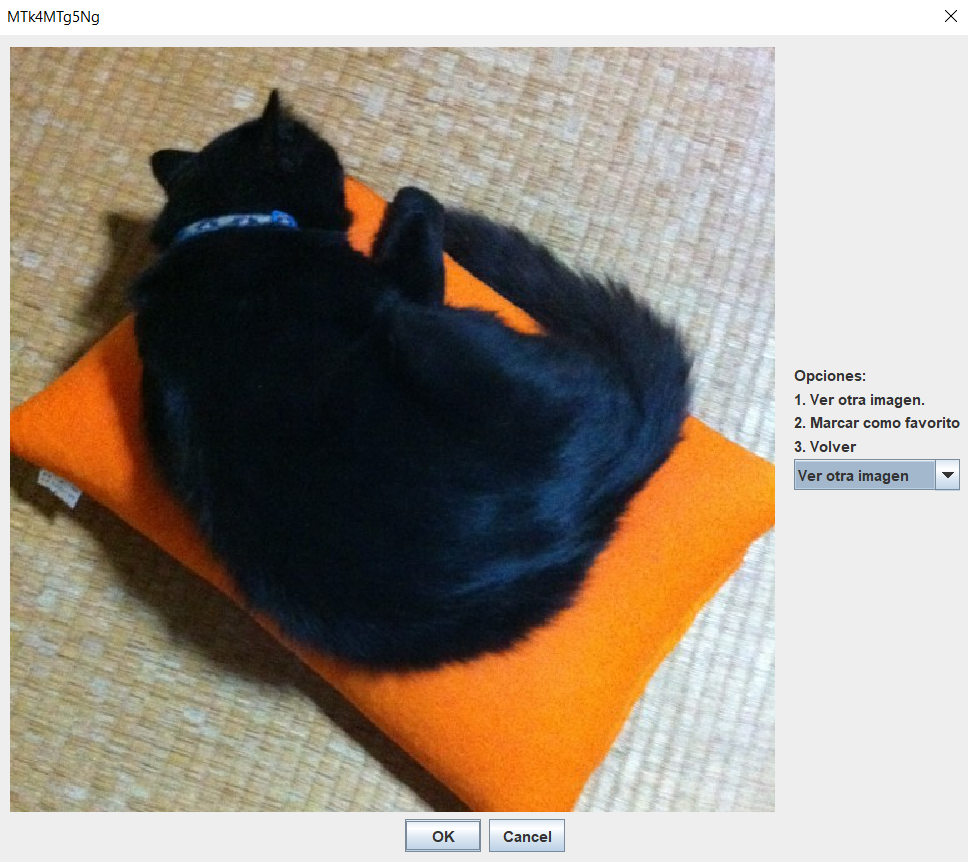 MTk4MTg5Ng
Opciones:
1. Ver otra imagen.
2. Marcar como favorito
3. Volver
Ver otra imagen
OK
Cancel